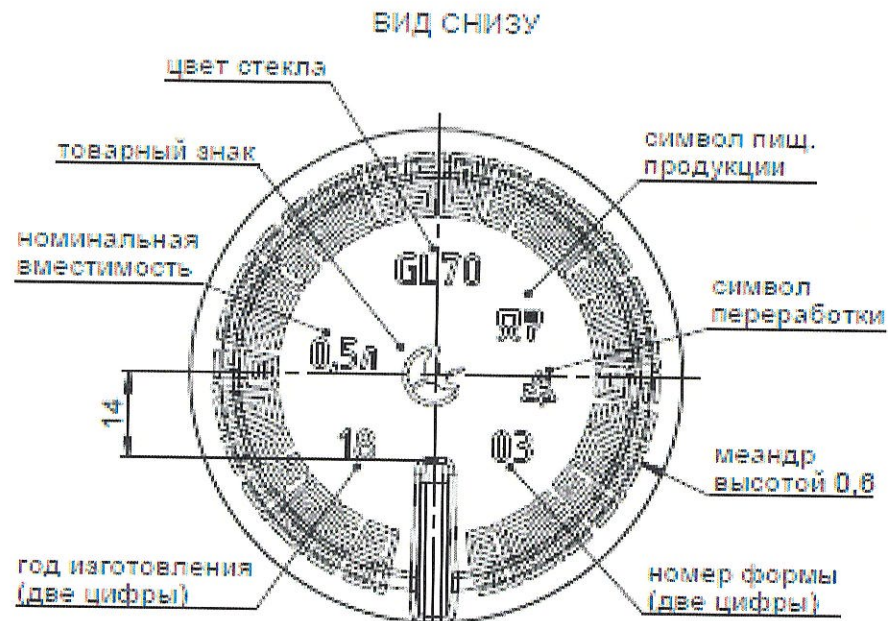 ВИД СНИЗУ
цвет стекла
товарный знак
символ пищ.
продукции
номинальная
вместимость
GL70
символ
переработки
0,5л
14
03
меандр
высотой 0,6
год изготовления
(две цифры)
номер формы
(две цифры)